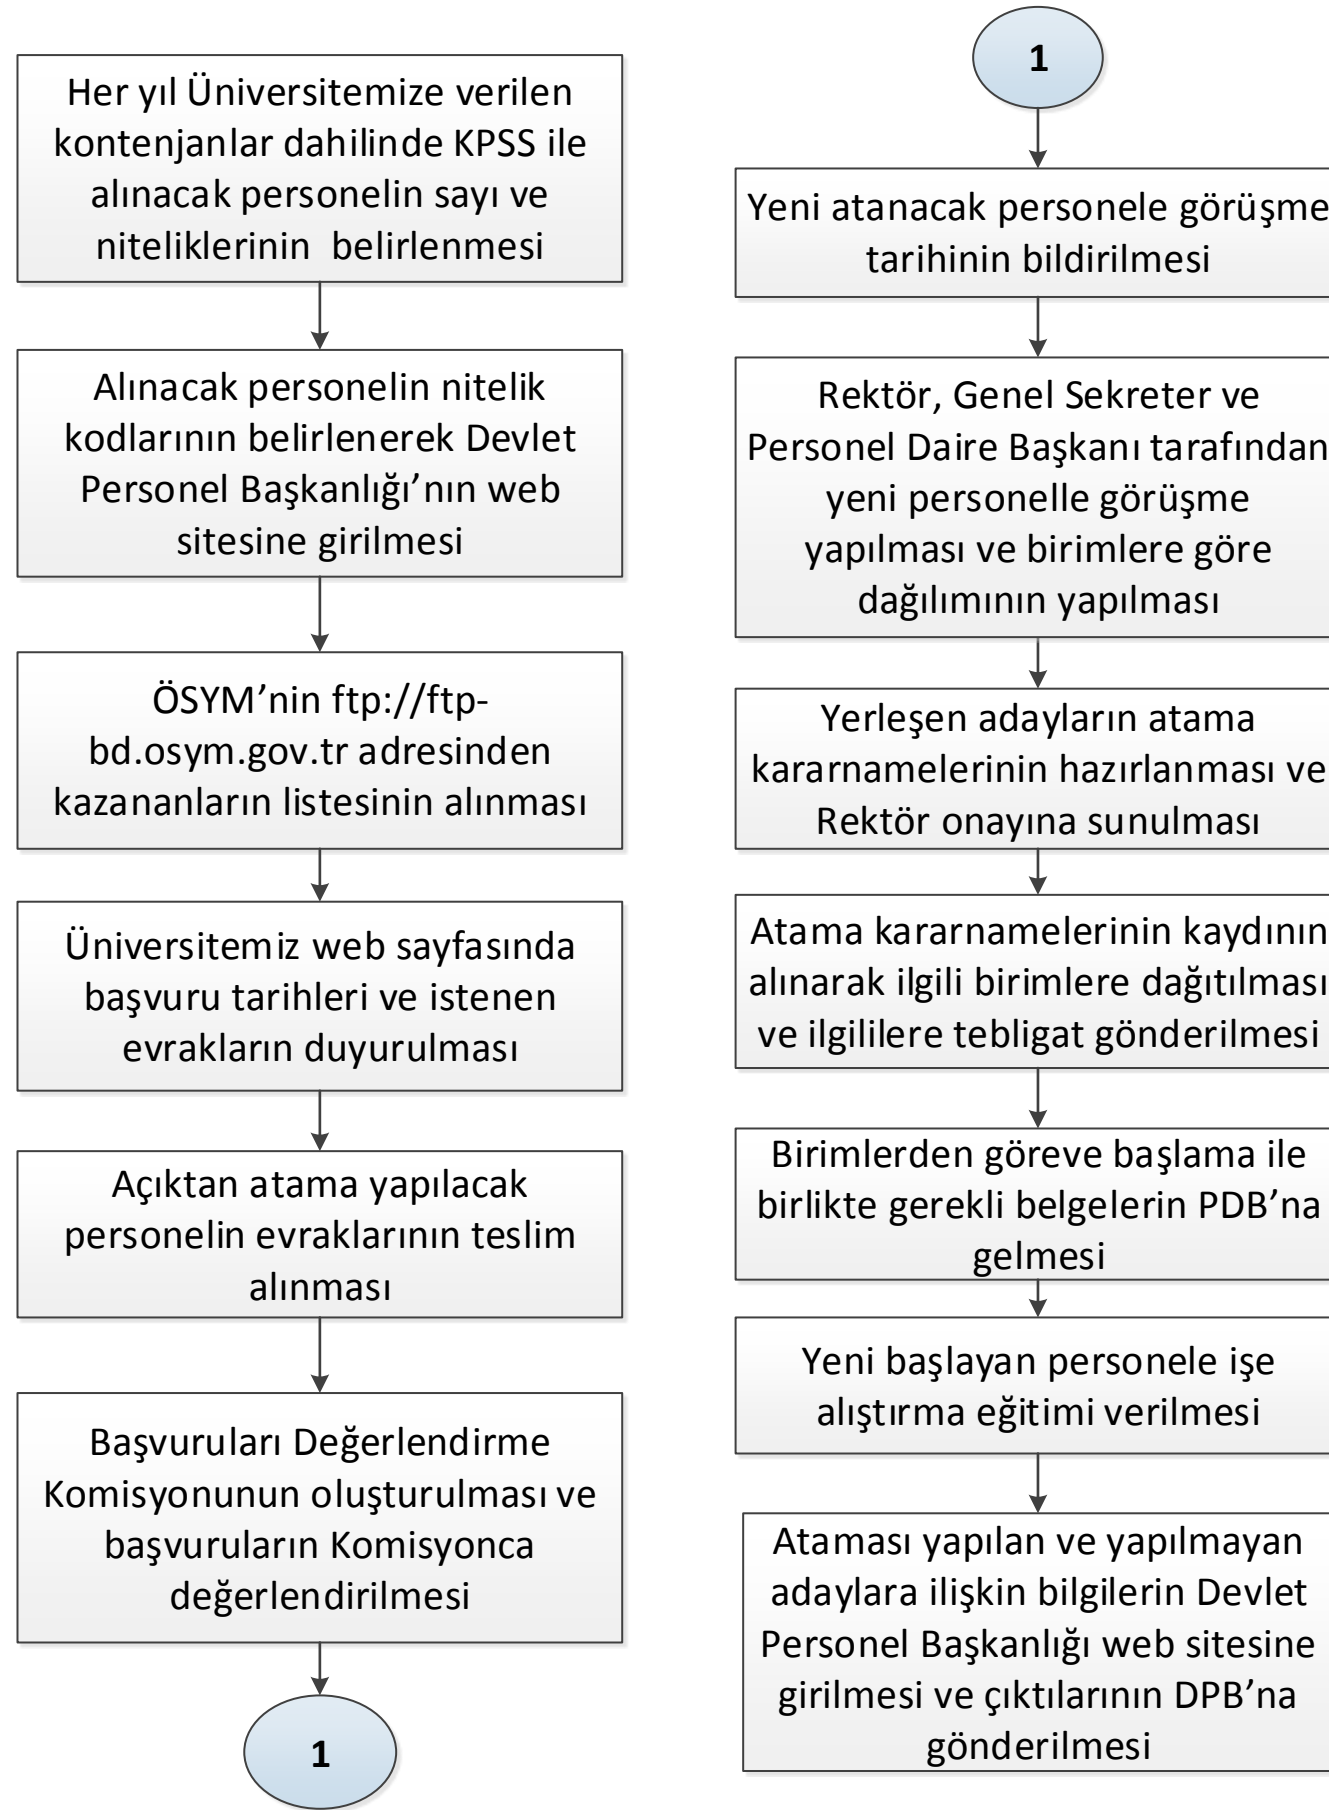 Her yıl Üniversitemize verilen
kontenjanlar dahilinde KPSS ile
alınacak personelin sayı ve
niteliklerinin belirlenmesi
Alınacak personelin nitelik
kodlarının belirlenerek Devlet
Personel Başkanlığı’nın web
sitesine girilmesi
ÖSYM’nin ftp://ftp-
bd.osym.gov.tr adresinden
kazananların listesinin alınması
Üniversitemiz web sayfasında
başvuru tarihleri ve istenen
evrakların duyurulması
Açıktan atama yapılacak
personelin evraklarının teslim
alınması
Başvuruları Değerlendirme
Komisyonunun oluşturulması ve
başvuruların Komisyonca
değerlendirilmesi
1
1
Yeni atanacak personele görüşme
tarihinin bildirilmesi
Rektör, Genel Sekreter ve
Personel Daire Başkanı tarafından
yeni personelle görüşme
yapılması ve birimlere göre
dağılımının yapılması
Yerleşen adayların atama
kararnamelerinin hazırlanması ve
Rektör onayına sunulması
Atama kararnamelerinin kaydının
alınarak ilgili birimlere dağıtılması
ve ilgililere tebligat gönderilmesi
Birimlerden göreve başlama ile
birlikte gerekli belgelerin PDB’na
gelmesi
Yeni başlayan personele işe
alıştırma eğitimi verilmesi
Ataması yapılan ve yapılmayan
adaylara ilişkin bilgilerin Devlet
Personel Başkanlığı web sitesine
girilmesi ve çıktılarının DPB’na
gönderilmesi